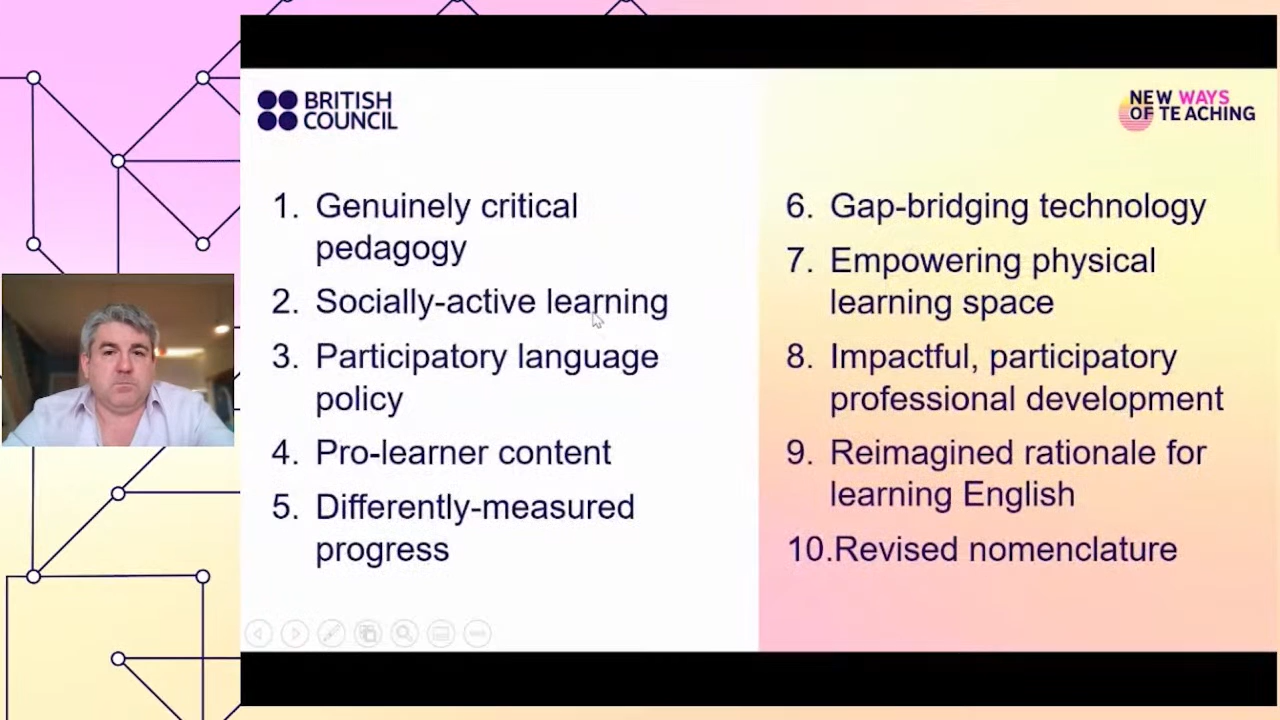 BRITISH
COUNCIL
NEW WAYS
OF TEACHING
1. Genuinely critical
pedagogy
2. Socially-active learning
3. Participatory language
policy
4. Pro-learner content
5. Differently-measured
progress
6. Gap-bridging technology
7. Empowering physical
learning space
8. Impactful, participatory
professional development
9. Reimagined rationale for
learning English
10.Revised nomenclature